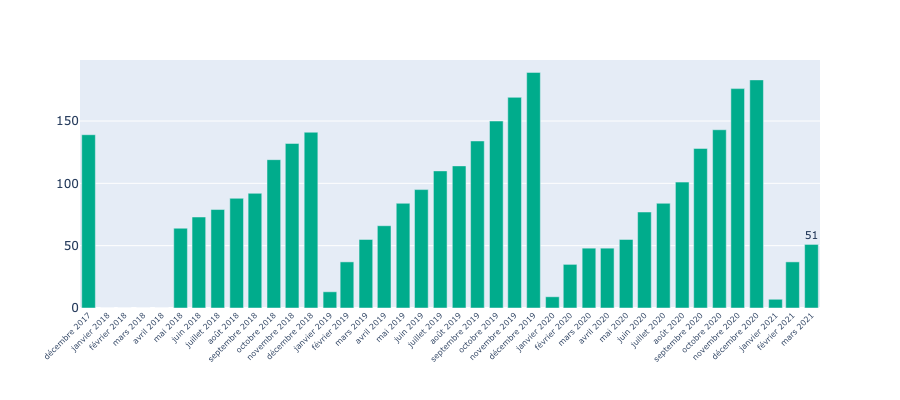 150
100
50
0
51
décembre 2017
janvier 2018
février 2018
mars 2018
avril 2018
mai 2018
juin 2018
juillet 2018
août 2018
septembre 2018
octobre 2018
novembre 2018
décembre 2018
janvier 2019
février 2019
mars 2019
avril 2019
mai 2019
juin 2019
juillet 2019
août 2019
septembre 2019
octobre 2019
novembre 2019
décembre 2019
janvier 2020
février 2020
mars 2020
avril 2020
mai 2020
juin 2020
juillet 2020
août 2020
septembre 2020
octobre 2020
novembre 2020
décembre 2020
janvier 2021
février 2021
mars 2021